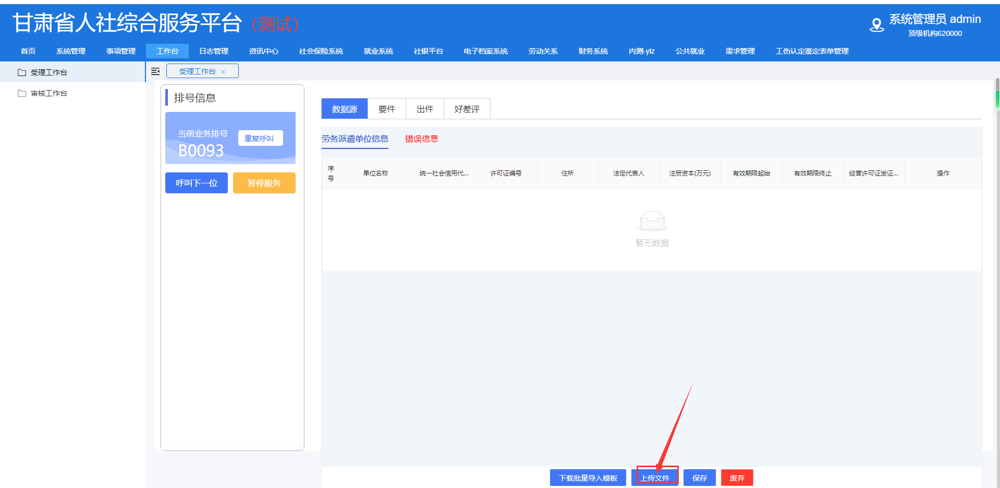 甘肃省人社综合服务平台（测试）
系统管理员 admin
顶级机构620000
首页 系统管理 事项管理 工作台 日志管理 资讯中心 社会保险系统 就业系统 社银平台 电子档案系统 劳动关系 财务系统 内测-ylz 公共就业 需求管理 工伤认定鉴定表单管理
受理工作台
审核工作台
受理工作台 ×
排号信息
当前业务排号
B0093
重复呼叫
呼叫下一位 暂停服务
数据源 要件 出件 好差评
劳务派遣单位信息 错误信息
序号 单位名称 统一社会信用代... 许可证编号 住所 法定代表人 注册资本(万元) 有效期限起始 有效期限终止 经营许可证发证... 操作
暂无数据
下载批量导入模板 上传文件 保存 废弃